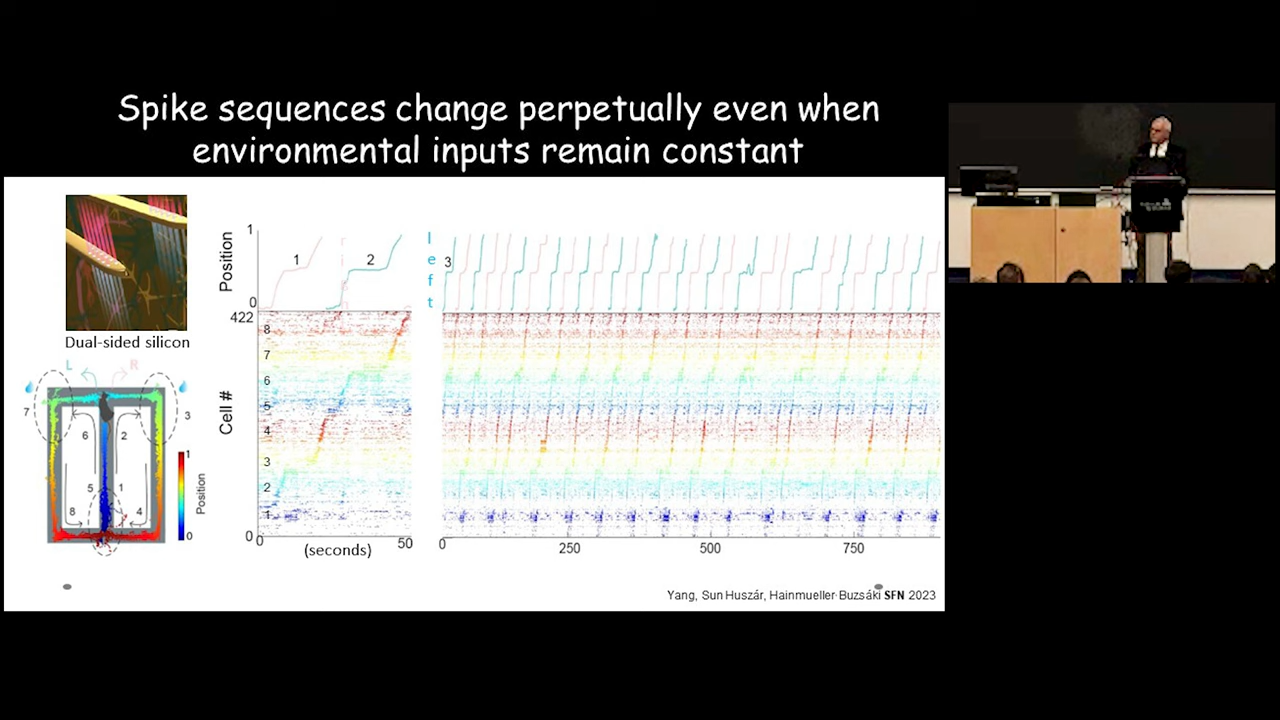 Spike sequences change perpetually even when
environmental inputs remain constant
Dual-sided silicon
L
R
7
3
6
2
5
1
8
4
1
Position
0
1
Position
0
1
2
left
3
422
Cell #
0
8
7
6
5
4
3
2
1
0
(seconds)
50
0
250
500
750
Yang, Sun Huszár, Hainmueller Buzsáki SFN 2023